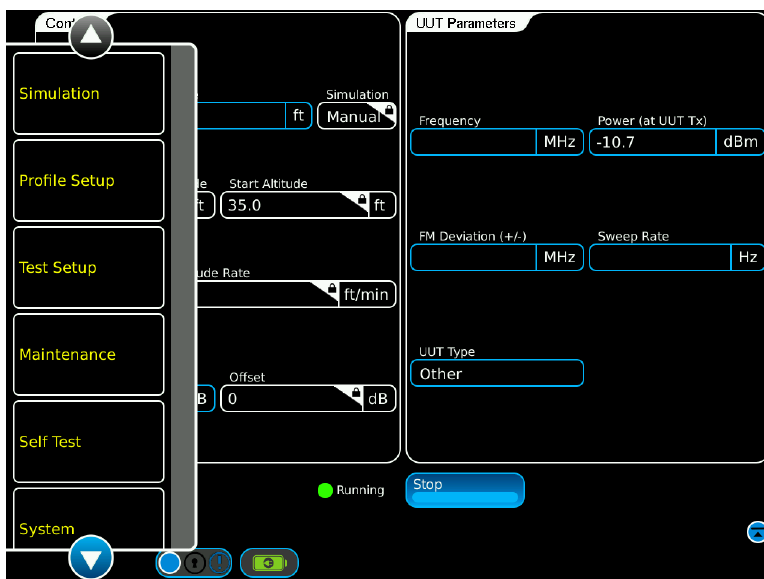 UUT Parameters
Simulation
Profile Setup
Test Setup
Maintenance
Self Test
System
Simulation
ft
Manual
Start Altitude
ft
35.0
ft
ft/min
Offset
0
dB
Frequency
MHz
Power (at UUT Tx)
-10.7
dBm
FM Deviation (+/-)
MHz
Sweep Rate
Hz
UUT Type
Other
Running
Stop